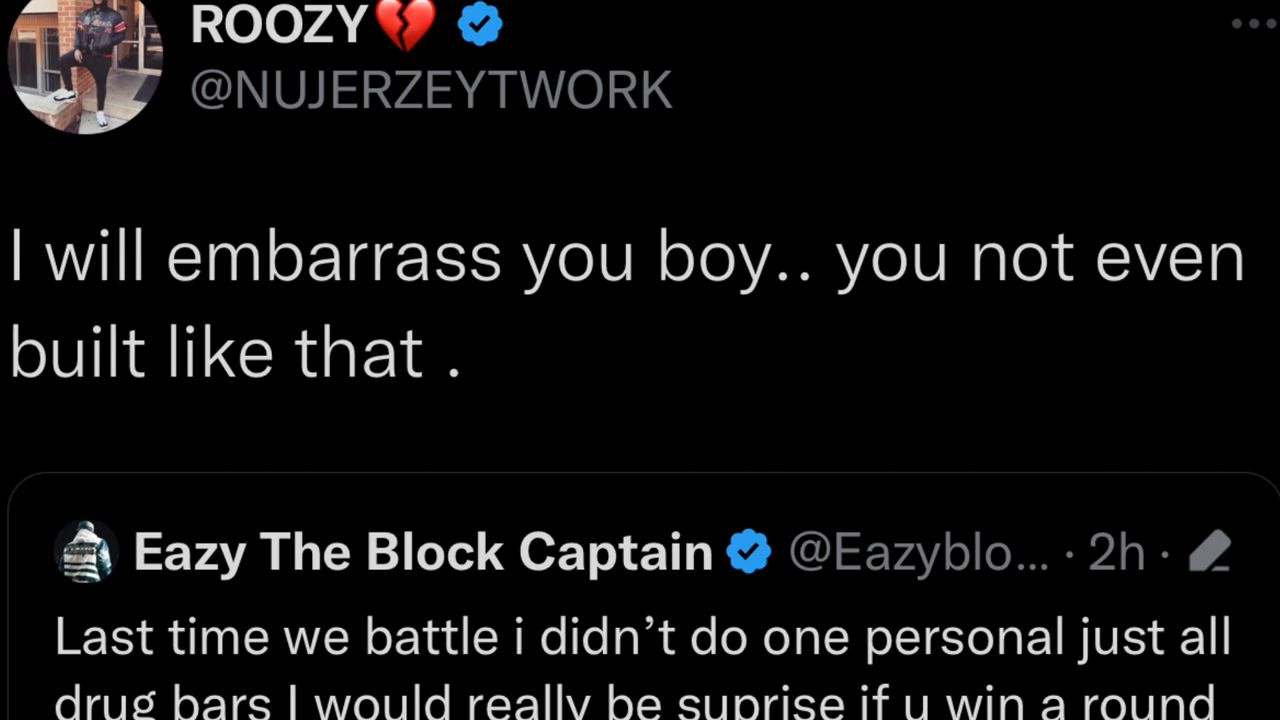 ROOZY💔
@NUJERZEYTWORK
I will embarrass you boy.. you not even
built like that .
Eazy The Block Captain @Eazyblo... · 2h ·
Last time we battle i didn’t do one personal just all
drug bars I would really be suprise if u win a round